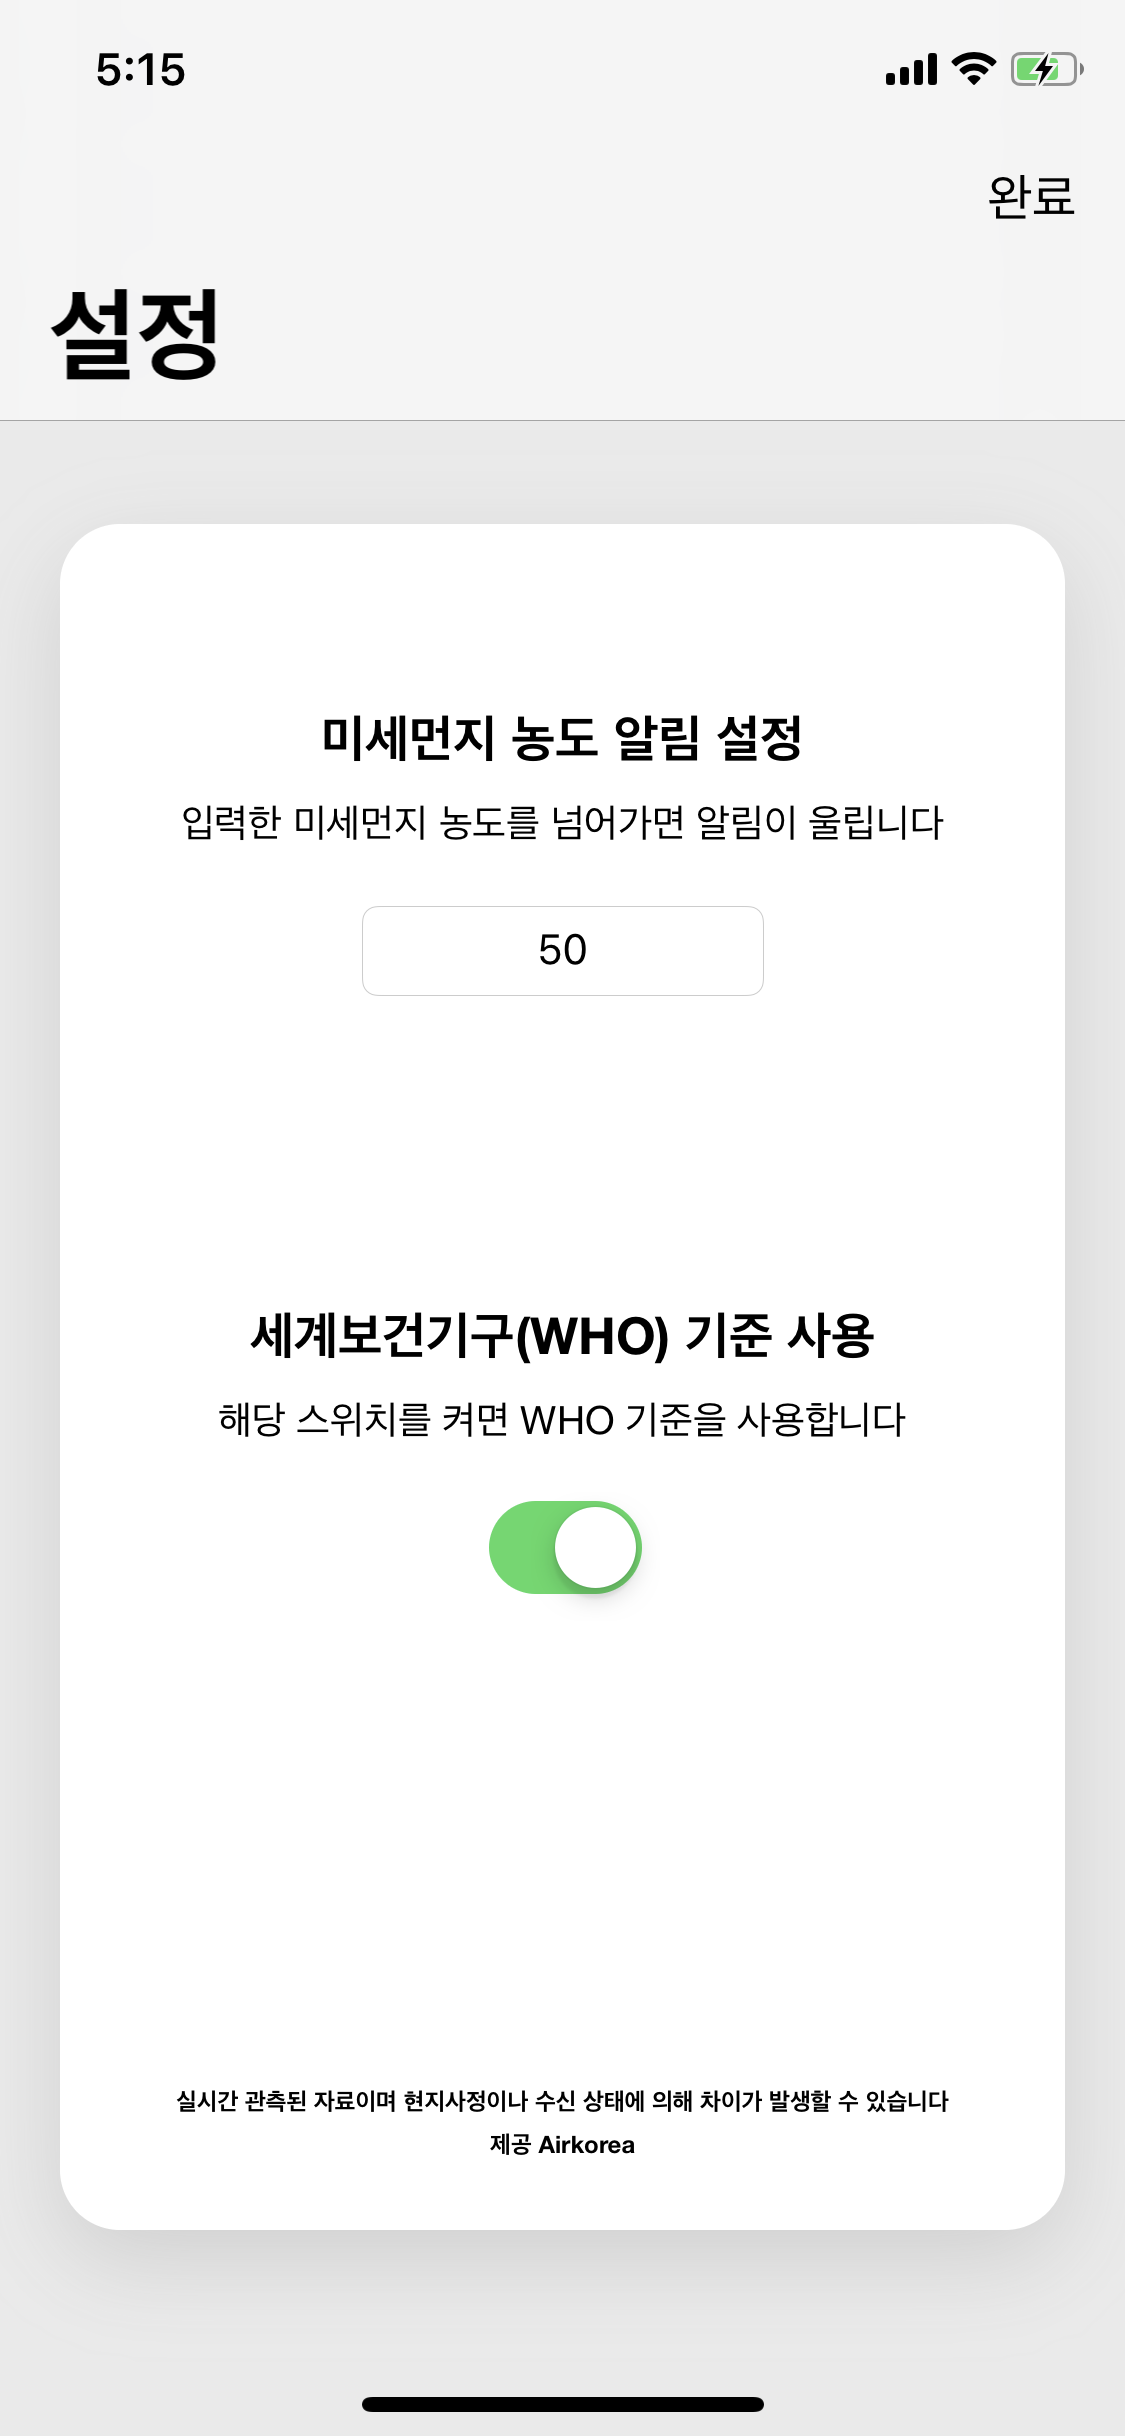 5:15
완료
설정
미세먼지 농도 알림 설정
입력한 미세먼지 농도를 넘어가면 알림이 울립니다
50
세계보건기구(WHO) 기준 사용
해당 스위치를 켜면 WHO 기준을 사용합니다
실시간 관측된 자료이며 현지사정이나 수신 상태에 의해 차이가 발생할 수 있습니다
제공 Airkorea